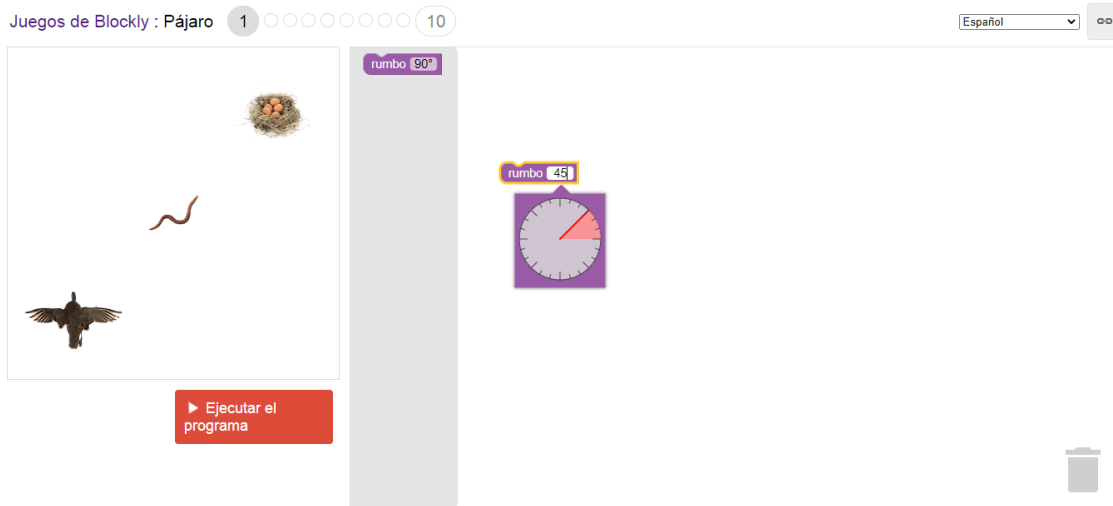 Juegos de Blockly : Pájaro 1 10 Español
rumbo 90°
rumbo 45
Ejecutar el
programa